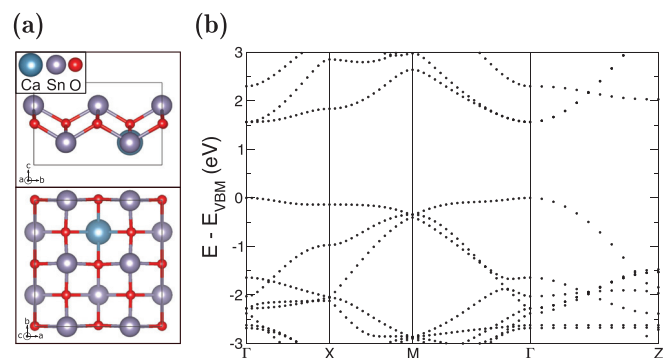 (a)
(b)
Ca Sn O
c
a b
b
c a
E - E_VBM (eV)
3
2
1
0
-1
-2
-3
Γ X M Γ Z